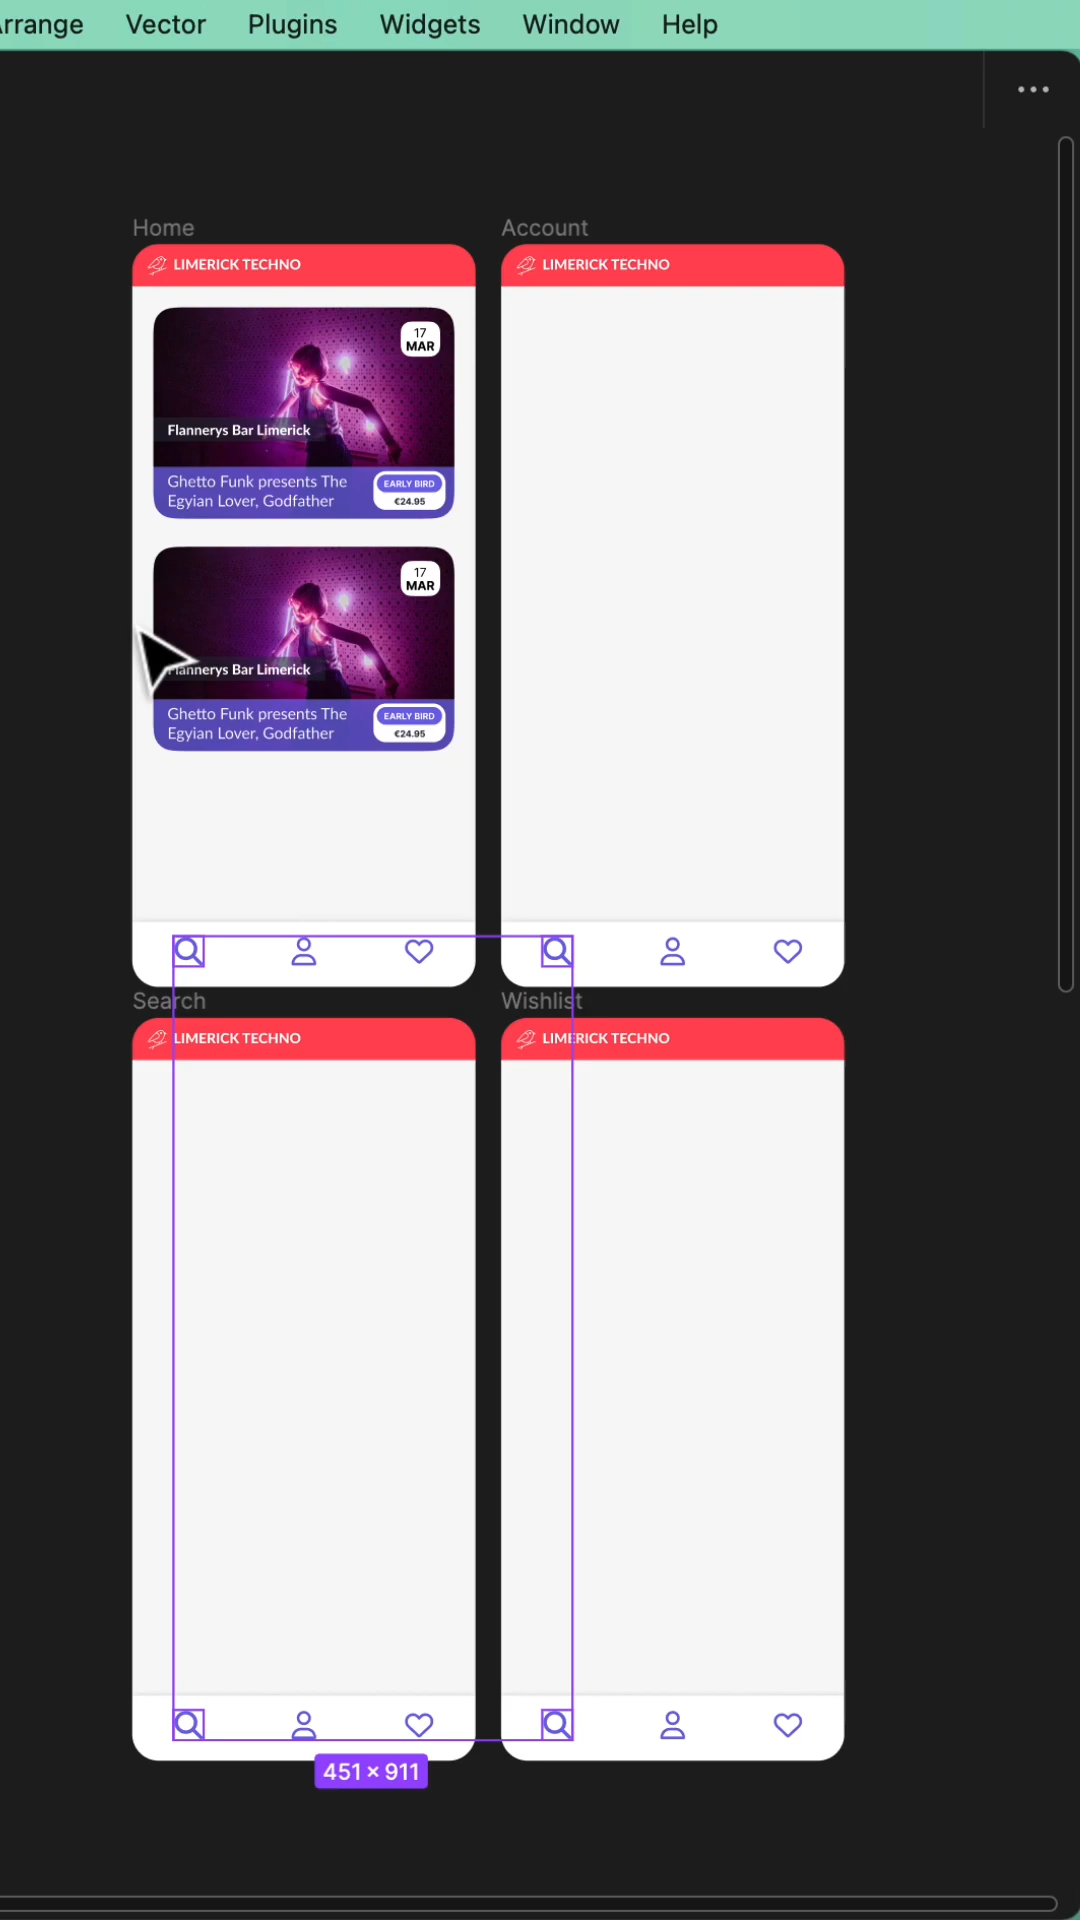 Arrange Vector Plugins Widgets Window Help
Home
Account
LIMERICK TECHNO
LIMERICK TECHNO
17
MAR
Flannerys Bar Limerick
Ghetto Funk presents The
Egyian Lover, Godfather
EARLY BIRD
€24.95
17
MAR
Flannerys Bar Limerick
Ghetto Funk presents The
Egyian Lover, Godfather
EARLY BIRD
€24.95
Search
Wishlist
LIMERICK TECHNO
LIMERICK TECHNO
451 × 911